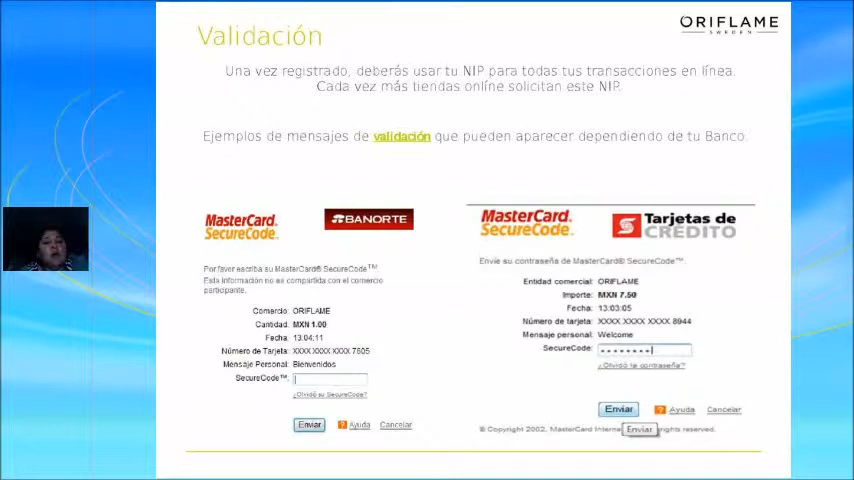 Validación
ORIFLAME
SWEDEN
Una vez registrado, deberás usar tu NIP para todas tus transacciones en línea.
Cada vez más tiendas online solicitan este NIP.
Ejemplos de mensajes de validación que pueden aparecer dependiendo de tu Banco.
MasterCard.
SecureCode.
BANORTE
Por favor escriba su MasterCard® SecureCode™
Esta información no es compartida con el comercio
participante.
Comercio: ORIFLAME
Cantidad: MXN 1.00
Fecha: 13:04:11
Número de Tarjeta: XXXX XXXX XXXX 7605
Mensaje Personal: Bienvenidos
SecureCode™:
¿Olvidó su SecureCode?
Enviar ? Ayuda Cancelar
MasterCard.
SecureCode.
Tarjetas de
CRÉDITO
Envíe su contraseña de MasterCard® SecureCode™.
Entidad comercial: ORIFLAME
Importe: MXN 7.50
Fecha: 13:03:05
Número de tarjeta: XXXX XXXX XXXX 8944
Mensaje personal: Welcome
SecureCode:
¿Olvidó la contraseña?
Enviar ? Ayuda Cancelar
© Copyright 2002, MasterCard Interna rights reserved.
Enviar